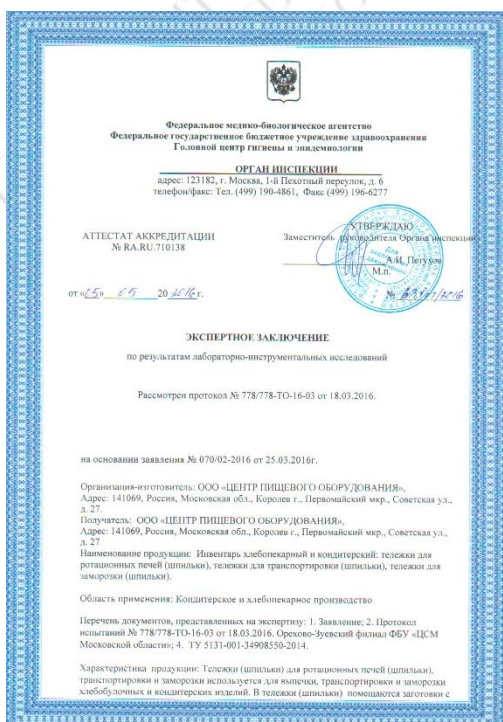 Федеральное медико-биологическое агентство
Федеральное государственное бюджетное учреждение здравоохранения
Головной центр гигиены и эпидемиологии
ОРГАН ИНСПЕКЦИИ
адрес: 123182, г. Москва, 1-й Пехотный переулок, д. 6
телефон/факс: Тел. (499) 190-4861, Факс (499) 196-6277
АТТЕСТАТ АККРЕДИТАЦИИ
№ RA.RU.710138
УТВЕРЖДАЮ
Заместитель руководителя Органа инспекции
А.И. Петухов
М.п.
от «05» 05 2016 г.
№
ЭКСПЕРТНОЕ ЗАКЛЮЧЕНИЕ
по результатам лабораторно-инструментальных исследований
Рассмотрен протокол № 778/778-ТО-16-03 от 18.03.2016.
на основании заявления № 070/02-2016 от 25.03.2016г.
Организация-изготовитель: ООО «ЦЕНТР ПИЩЕВОГО ОБОРУДОВАНИЯ»,
Адрес: 141069, Россия, Московская обл., Королев г., Первомайский мкр., Советская ул.,
д. 27.
Получатель: ООО «ЦЕНТР ПИЩЕВОГО ОБОРУДОВАНИЯ»,
Адрес: 141069, Россия, Московская обл., Королев г., Первомайский мкр., Советская ул.,
д. 27
Наименование продукции: Инвентарь хлебопекарный и кондитерский: тележки для
ротационных печей (шпильки), тележки для транспортировки (шпильки), тележки для
заморозки (шпильки).
Область применения: Кондитерское и хлебопекарное производство
Перечень документов, представленных на экспертизу: 1. Заявление; 2. Протокол
испытаний № 778/778-ТО-16-03 от 18.03.2016. Орехово-Зуевский филиал ФБУ «ЦСМ
Московской области»; 4. ТУ 5131-001-34908550-2014.
Характеристика продукции: Тележки (шпильки) для ротационных печей (шпильки),
транспортировки и заморозки используется для выпечки, транспортировки и заморозки
хлебобулочных и кондитерских изделий. В тележки (шпильки) помещаются заготовки с